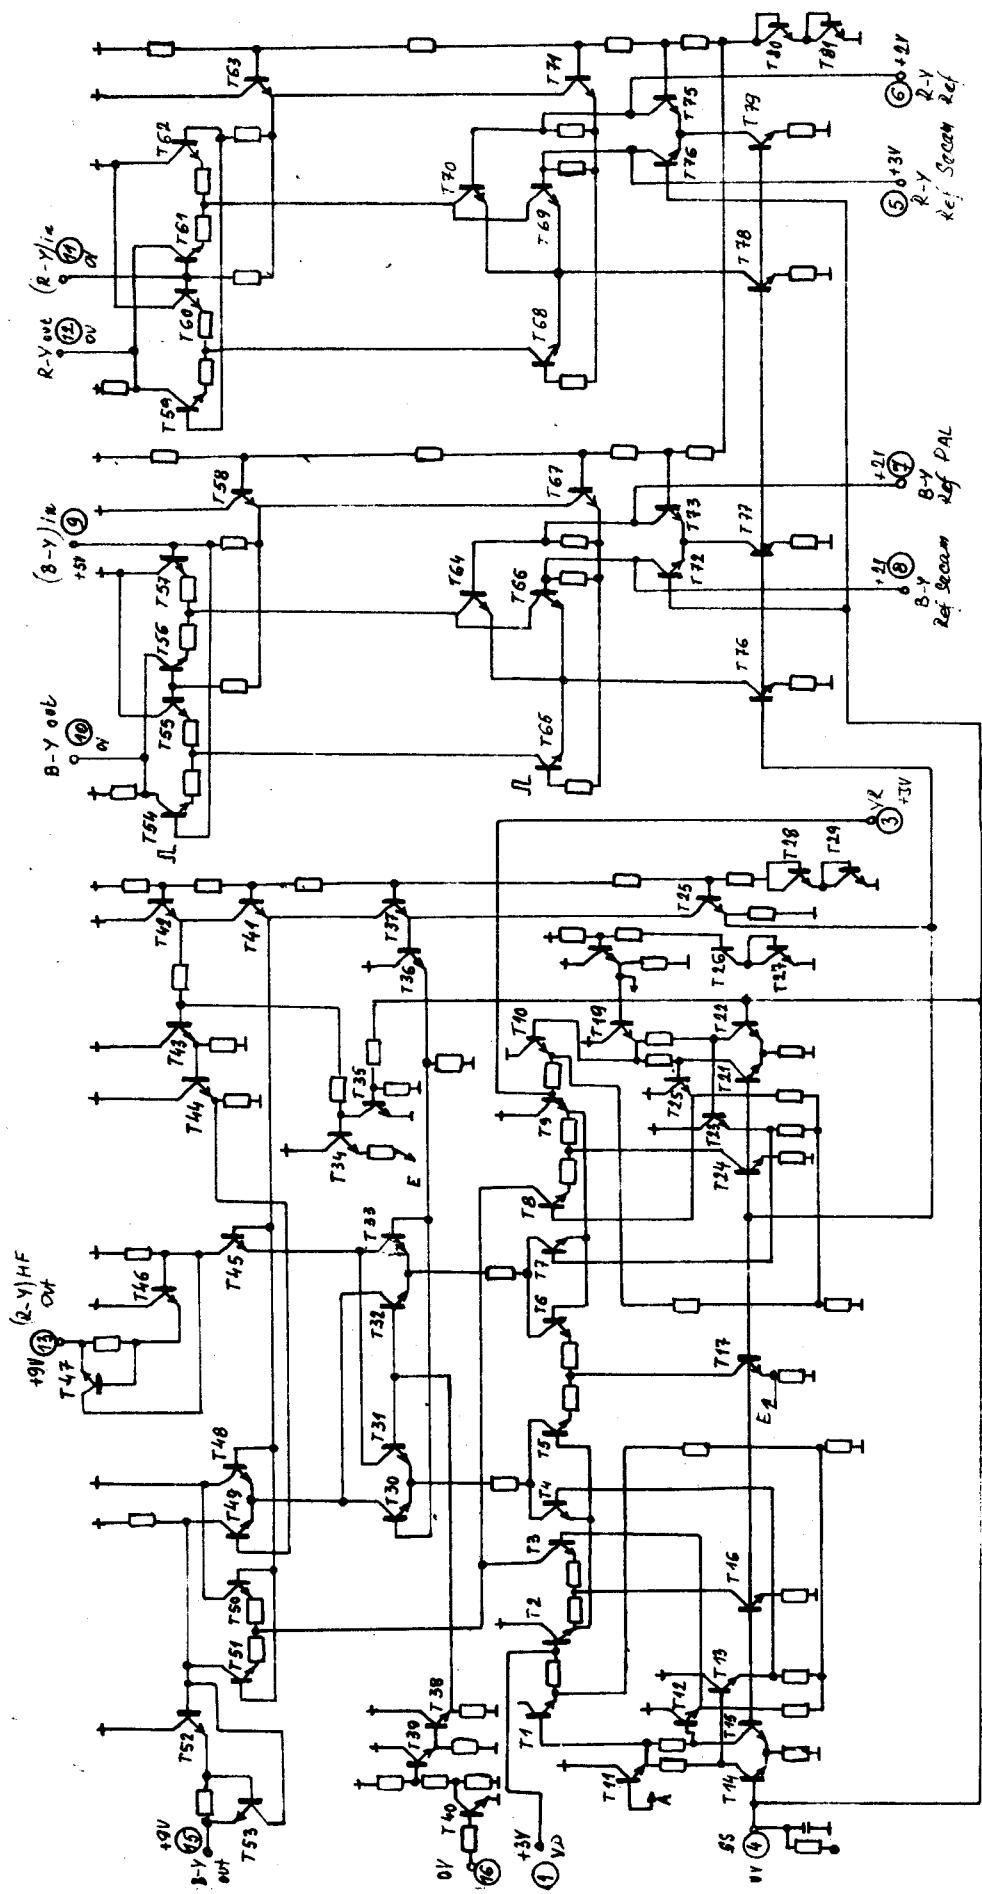 +9V
15
B-Y
out
T52
T53
T51
T50
T49
T48
+9V
13
(R-Y) HF
out
T47
T46
T45
T44
T43
T42
T41
T37
T36
T34
T35
E
T33
T32
T31
T30
T38
T39
T40
0V
16
+3V
1
T1
T2
T3
T4
T5
T6
T7
T8
T9
T10
T11
A
T12
T13
T14
T15
T16
T17
E1
T19
T21
T22
T23
T24
T25
T25
T26
T27
T28
T29
4
3
VR
+3V
B-Y out
10
(B-Y) in
9
+5V
T54
T55
T56
T57
T58
T64
T65
T66
T67
T72
T73
T76
T77
+2V
8
B-Y
Ref Secam
+2V
7
B-Y
Ref PAL
R-Y out
12
0V
(R-Y) in
11
T59
T60
T61
T62
T63
T68
T69
T70
T71
T75
T76
T78
T79
T80
T81
5
+3V
R-Y
Ref Secam
6
+2V
R-Y
Ref